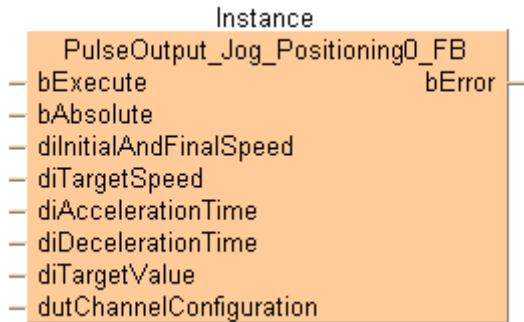 Instance
PulseOutput_Jog_Positioning0_FB
bExecute bError
bAbsolute
diInitialAndFinalSpeed
diTargetSpeed
diAccelerationTime
diDecelerationTime
diTargetValue
dutChannelConfiguration